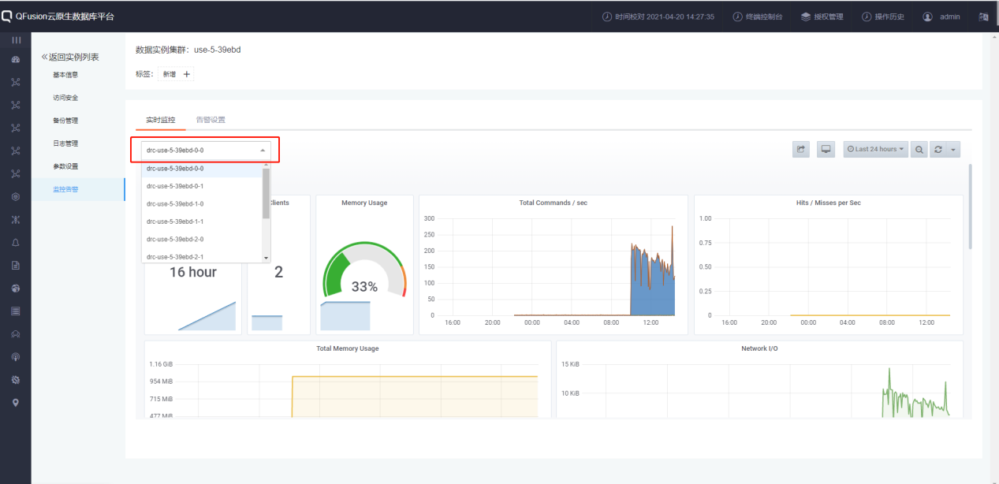 QFusion云原生数据库平台
时间校对 2021-04-20 14:27:35
终端控制台
授权管理
操作历史
admin
返回实例列表
基本信息
访问安全
备份管理
日志管理
参数设置
监控告警
数据实例集群：use-5-39ebd
标签：
新增 +
实时监控
告警设置
drc-use-5-39ebd-0-0
Last 24 hours
drc-use-5-39ebd-0-0
drc-use-5-39ebd-0-1
drc-use-5-39ebd-1-0
drc-use-5-39ebd-1-1
drc-use-5-39ebd-2-0
drc-use-5-39ebd-2-1
16 hour
Clients
2
Memory Usage
33%
Total Commands / sec
300
250
200
150
100
50
0
16:00 20:00 00:00 04:00 08:00 12:00
Hits / Misses per Sec
1.00
0.75
0.50
0.25
0
16:00 20:00 00:00 04:00 08:00 12:00
Total Memory Usage
1.16 GiB
954 MiB
715 MiB
477 MiB
Network I/O
15 KiB
10 KiB